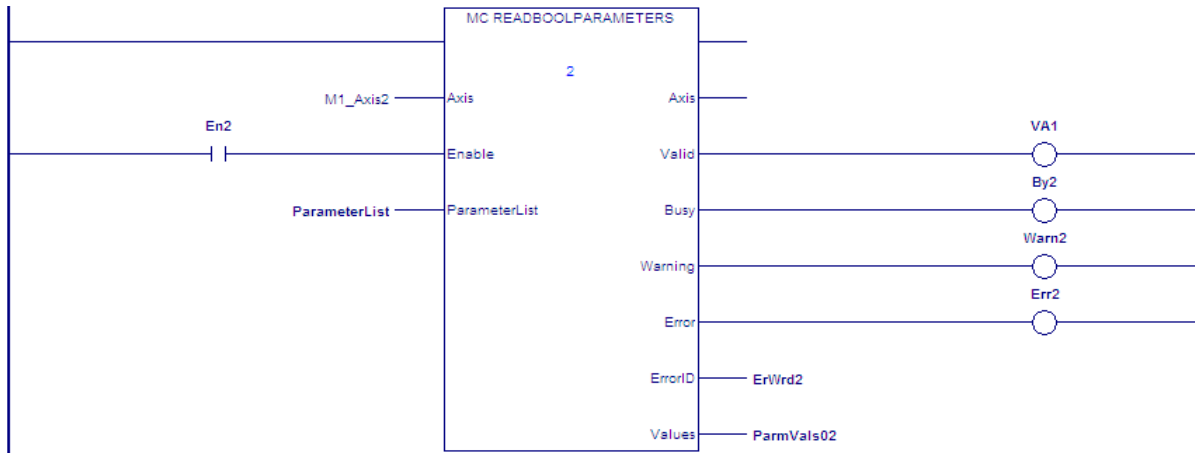 MC READBOOLPARAMETERS
2
M1_Axis2 Axis Axis
En2 VA1
Enable Valid
By2
ParameterList ParameterList Busy
Warn2
Warning
Err2
Error
ErrorID ErWrd2
Values ParmVals02